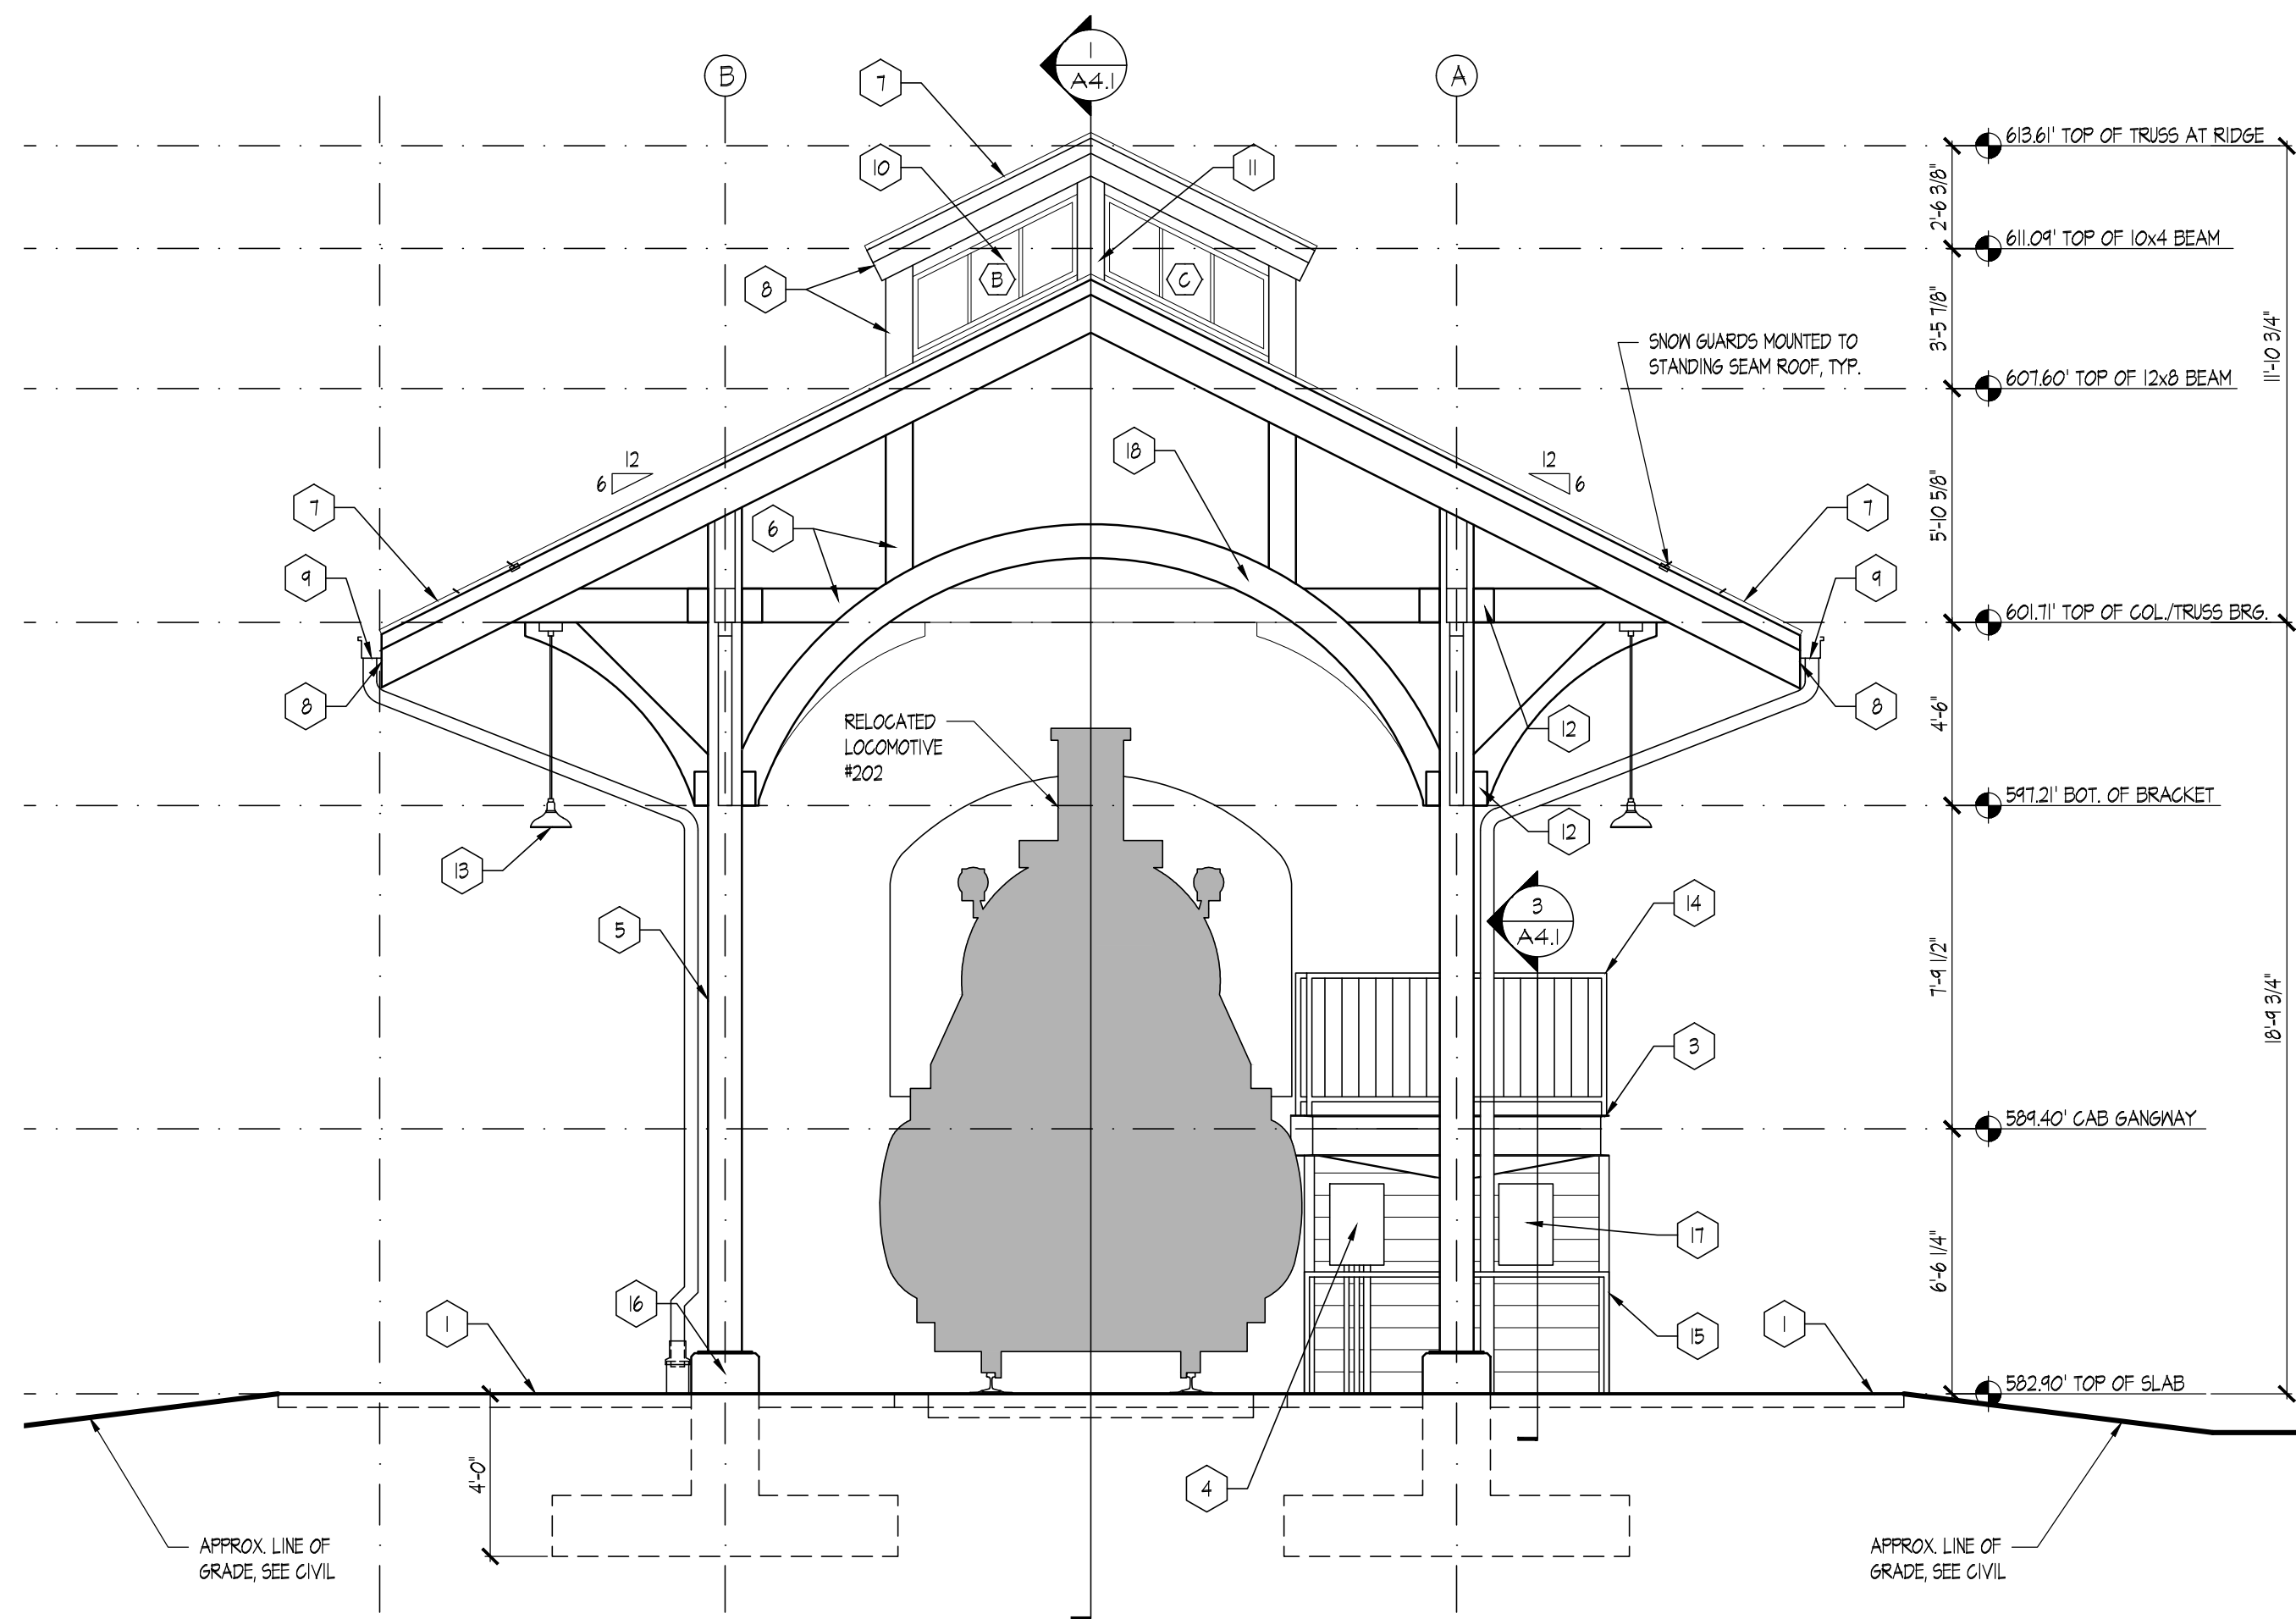 B
1
A4.1
A
7
10
11
613.61' TOP OF TRUSS AT RIDGE
2'-6 3/8"
611.09' TOP OF 10x4 BEAM
8
B
C
3'-5 7/8"
11'-10 3/4"
SNOW GUARDS MOUNTED TO
STANDING SEAM ROOF, TYP.
607.60' TOP OF 12x8 BEAM
12
6
18
12
6
7
6
7
5'-10 5/8"
9
9
601.71' TOP OF COL./TRUSS BRG.
8
RELOCATED
LOCOMOTIVE
#202
12
8
4'-6"
597.21' BOT. OF BRACKET
13
12
5
3
A4.1
14
7'-9 1/2"
18'-9 3/4"
3
589.40' CAB GANGWAY
17
6'-6 1/4"
16
1
15
1
582.90' TOP OF SLAB
4'-0"
4
APPROX. LINE OF
GRADE, SEE CIVIL
APPROX. LINE OF
GRADE, SEE CIVIL